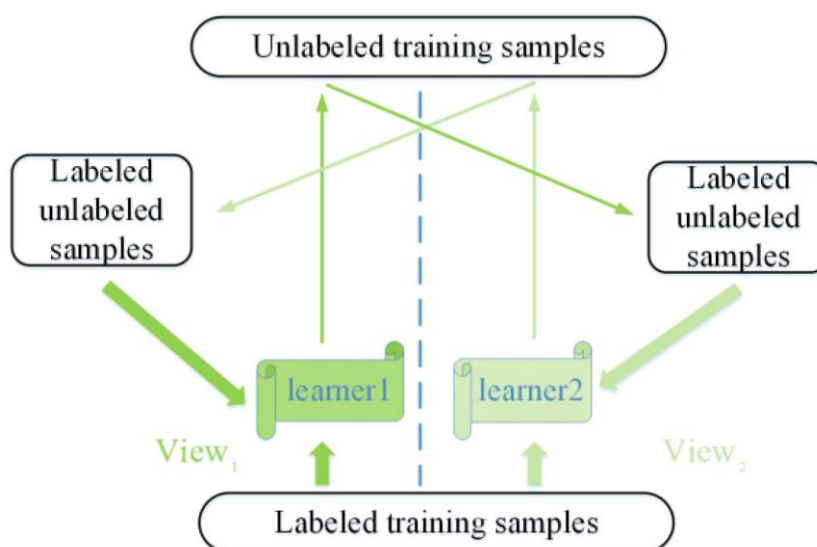 Unlabeled training samples
Labeled
unlabeled
samples
Labeled
unlabeled
samples
learner1
learner2
View₁
View₂
Labeled training samples